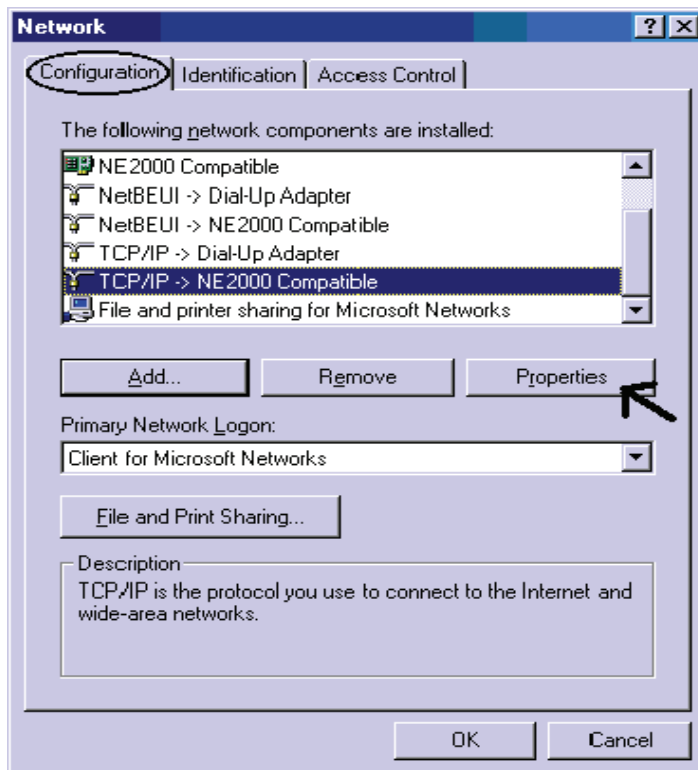 Network
Configuration Identification Access Control
The following network components are installed:
NE2000 Compatible
NetBEUI -> Dial-Up Adapter
NetBEUI -> NE2000 Compatible
TCP/IP -> Dial-Up Adapter
TCP/IP -> NE2000 Compatible
File and printer sharing for Microsoft Networks
Add... Remove Properties
Primary Network Logon:
Client for Microsoft Networks
File and Print Sharing...
Description
TCP/IP is the protocol you use to connect to the Internet and
wide-area networks.
OK Cancel